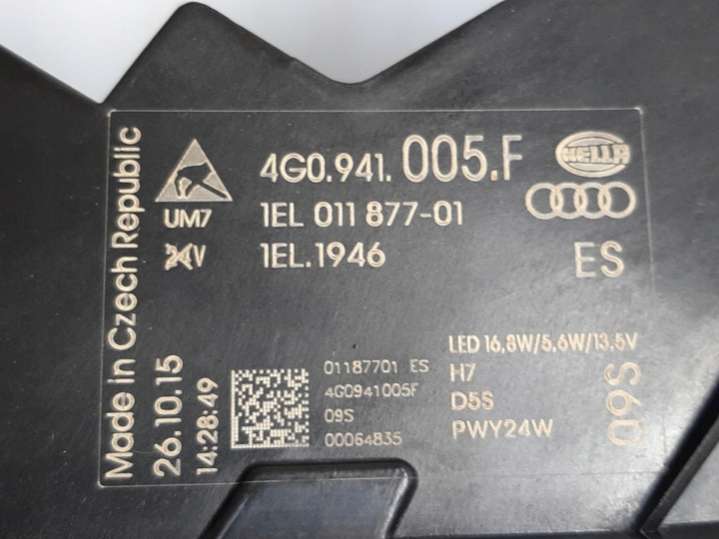 Made in Czech Republic
26.10.15
14:28:49
UM7
24V
4G0.941.005.F
HELLA
1EL 011 877-01
1EL.1946
ES
LED 16,8W/5,6W/13,5V
H7
D5S
PWY24W
09S
01187701 ES
4G0941005F
09S
00064835